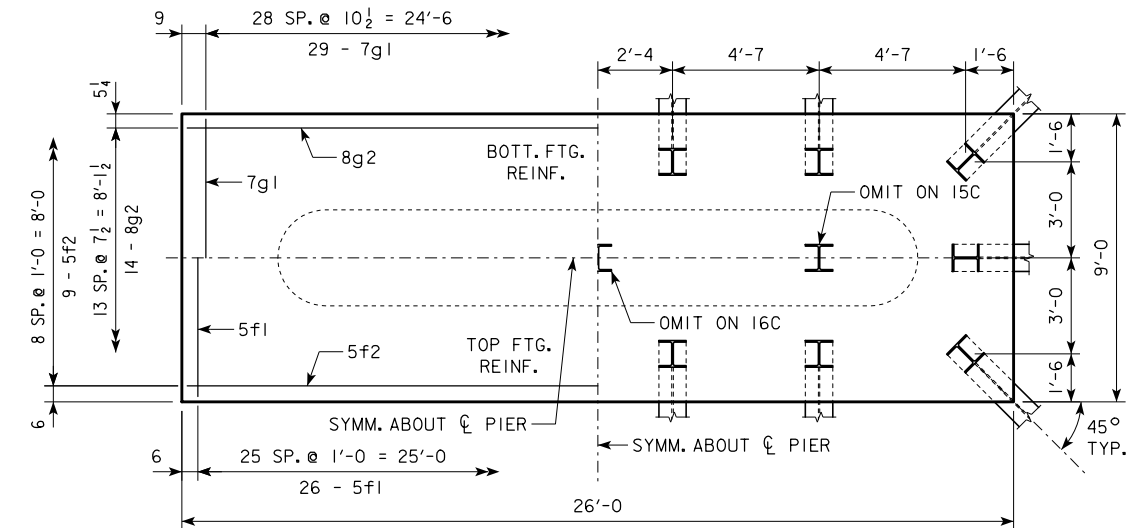 9
28 SP. @ 10½ = 24'-6
29 - 7g1
2'-4
4'-7
4'-7
1'-6
5¼
8g2
BOTT. FTG.
REINF.
7g1
OMIT ON 15C
1'-6
3'-0
9'-0
3'-0
1'-6
8 SP. @ 1'-0 = 8'-0
9 - 5f2
13 SP. @ 7½ = 8'-1½
14 - 8g2
5f1
5f2
TOP FTG.
REINF.
OMIT ON 16C
SYMM. ABOUT ℄ PIER
SYMM. ABOUT ℄ PIER
45°
TYP.
6
6
25 SP. @ 1'-0 = 25'-0
26 - 5f1
26'-0